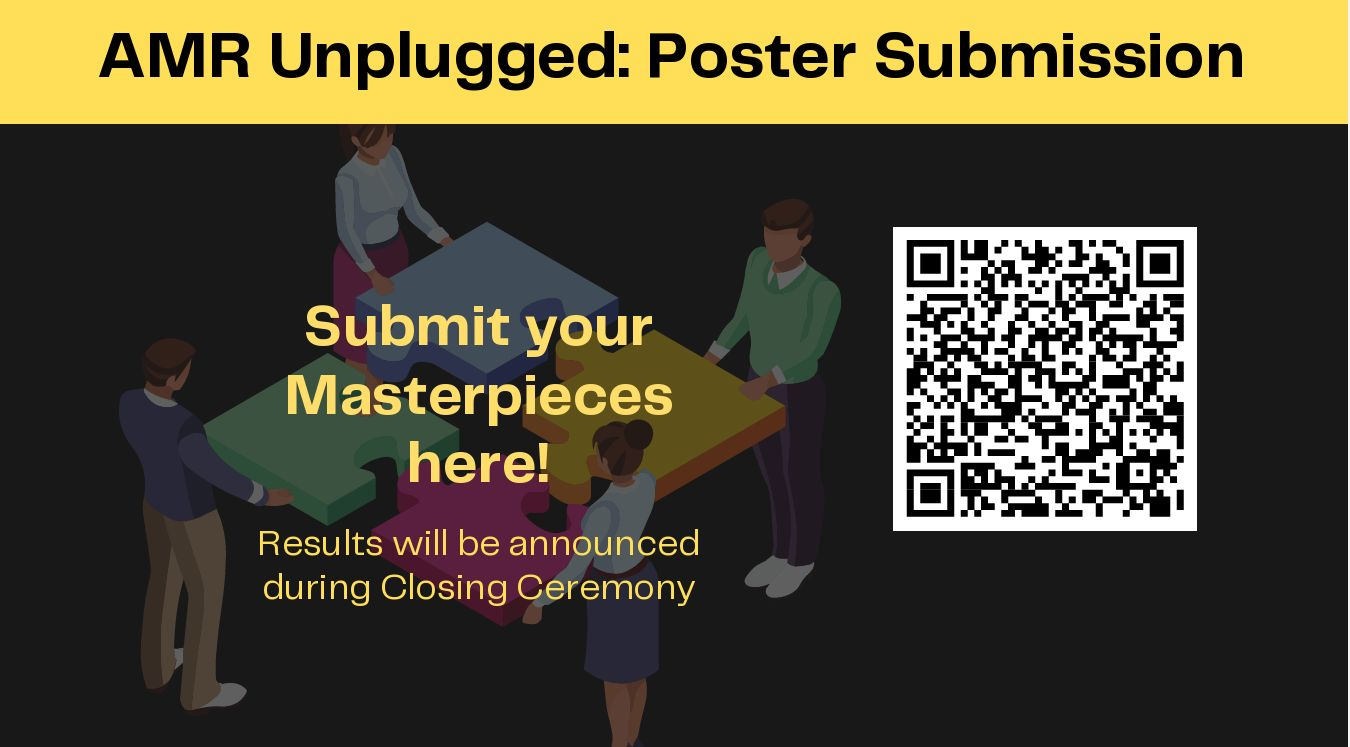 AMR Unplugged: Poster Submission
Submit your
Masterpieces
here!
Results will be announced
during Closing Ceremony